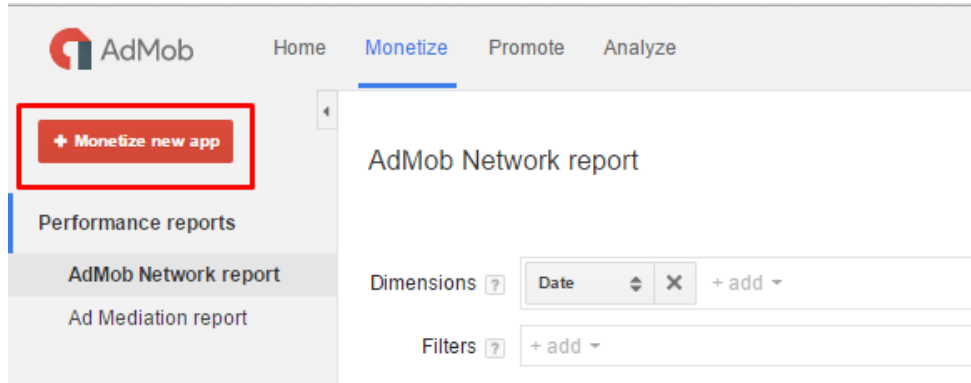 AdMob Home Monetize Promote Analyze
+ Monetize new app
AdMob Network report
Performance reports
AdMob Network report
Ad Mediation report
Dimensions ? Date + add
Filters ? + add